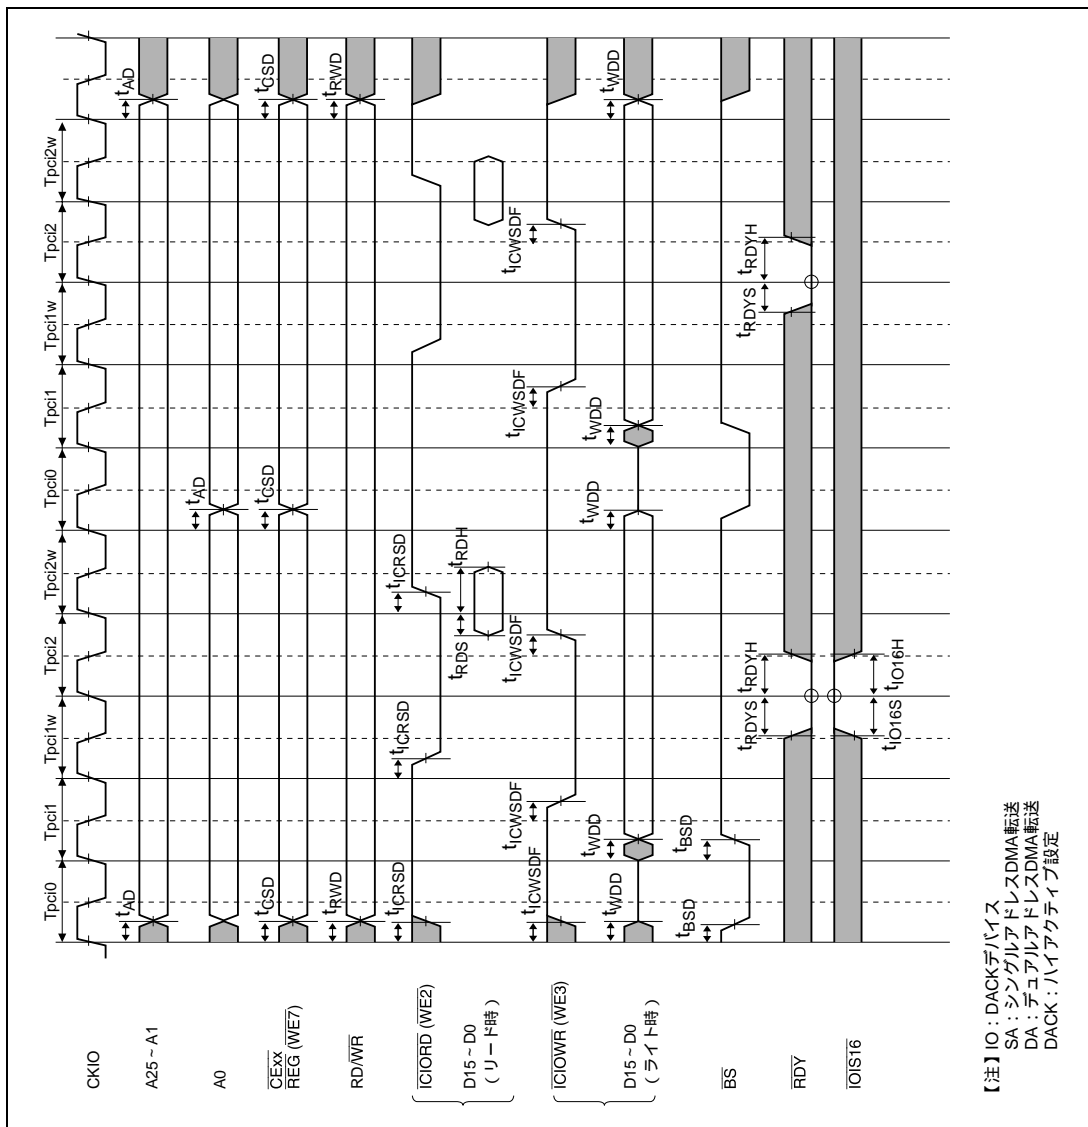 Tpci0 Tpci1 Tpci1w Tpci2 Tpci2w Tpci0 Tpci1 Tpci1w Tpci2 Tpci2w
CKIO
tAD tAD
A25 ~ A1
tAD
A0
tCSD tCSD tCSD
CExx
REG (WE7)
tRWD tRWD
RD/WR
tICRSD tICRSD tICRSD
ICIORD (WE2)
tRDS tRDH
D15 ~ D0
(リード時)
tICWSDF tICWSDF tICWSDF tICWSDF tICWSDF
ICIOWR (WE3)
tWDD tWDD tWDD tWDD tWDD
D15 ~ D0
(ライト時)
tBSD tBSD
BS
tRDYS tRDYH tRDYS tRDYH
RDY
IOIS16
tIO16S tIO16H
【注】IO:DACKデバイス
SA:シングルアドレスDMA転送
DA:デュアルアドレスDMA転送
DACK:ハイアクティブ設定